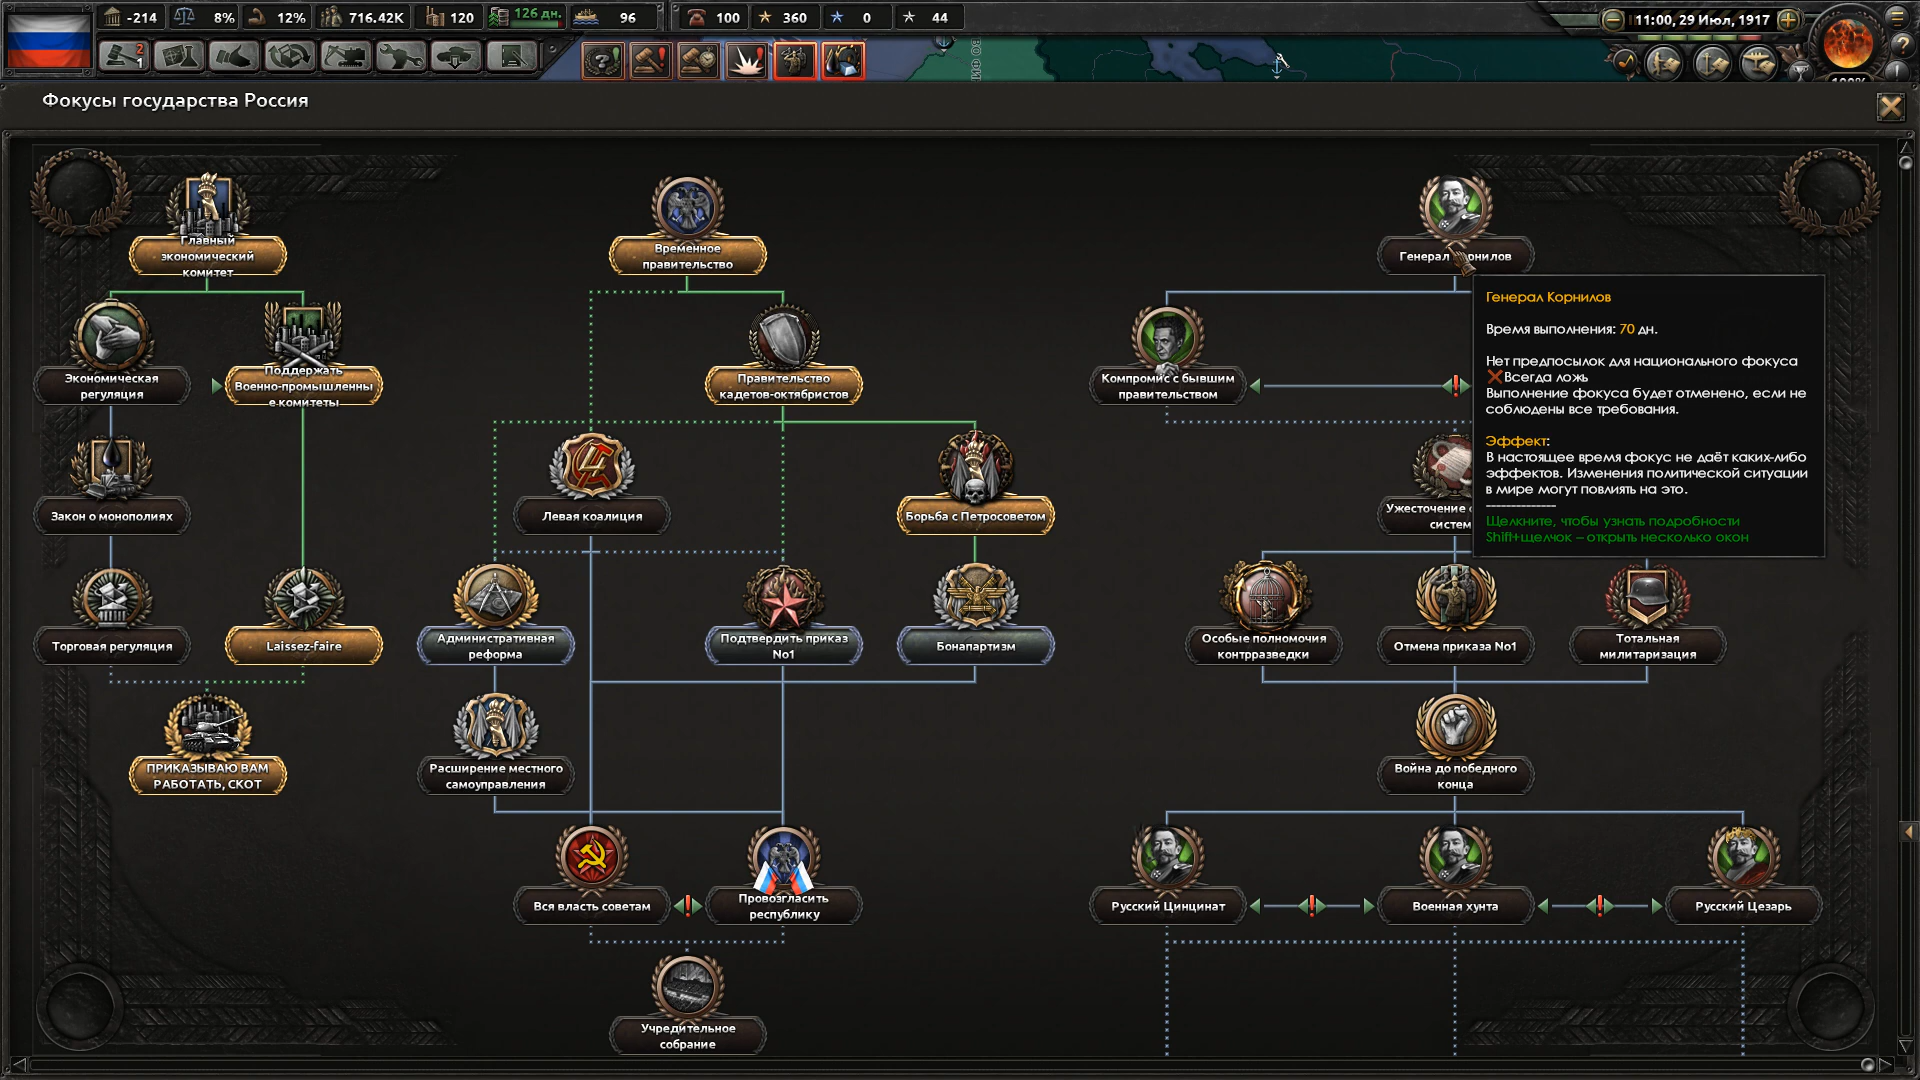 -214
8%
12%
716.42K
120
126 дн.
96
100
360
0
44
11:00, 29 Июл, 1917
2
1
Фокусы государства Россия
Главный
экономический
комитет
Временное
правительство
Генерал
Генерал Корнилов
Время выполнения: 70 дн.
Нет предпосылок для национального фокуса
Всегда ложь
Выполнение фокуса будет отменено, если не
соблюдены все требования.
Эффект:
В настоящее время фокус не даёт каких-либо
эффектов. Изменения политической ситуации
в мире могут повлиять на это.
--------------
Щелкните, чтобы узнать подробности
Shift+щелчок – открыть несколько окон
Экономическая
регуляция
Поддержать
Военно-промышленны
е комитеты
Правительство
кадетов-октябристов
Компромис с бывшим
правительством
Закон о монополиях
Левая коалиция
Борьба с Петросоветом
Ужесточение
систем
Торговая регуляция
Laissez-faire
Административная
реформа
Подтвердить приказ
No1
Бонапартизм
Особые полномочия
контрразведки
Отмена приказа No1
Тотальная
милитаризация
ПРИКАЗЫВАЮ ВАМ
РАБОТАТЬ, СКОТ
Расширение местного
самоуправления
Война до победного
конца
Вся власть советам
Провозгласить
республику
Русский Цинцинат
Военная хунта
Русский Цезарь
Учредительное
собрание